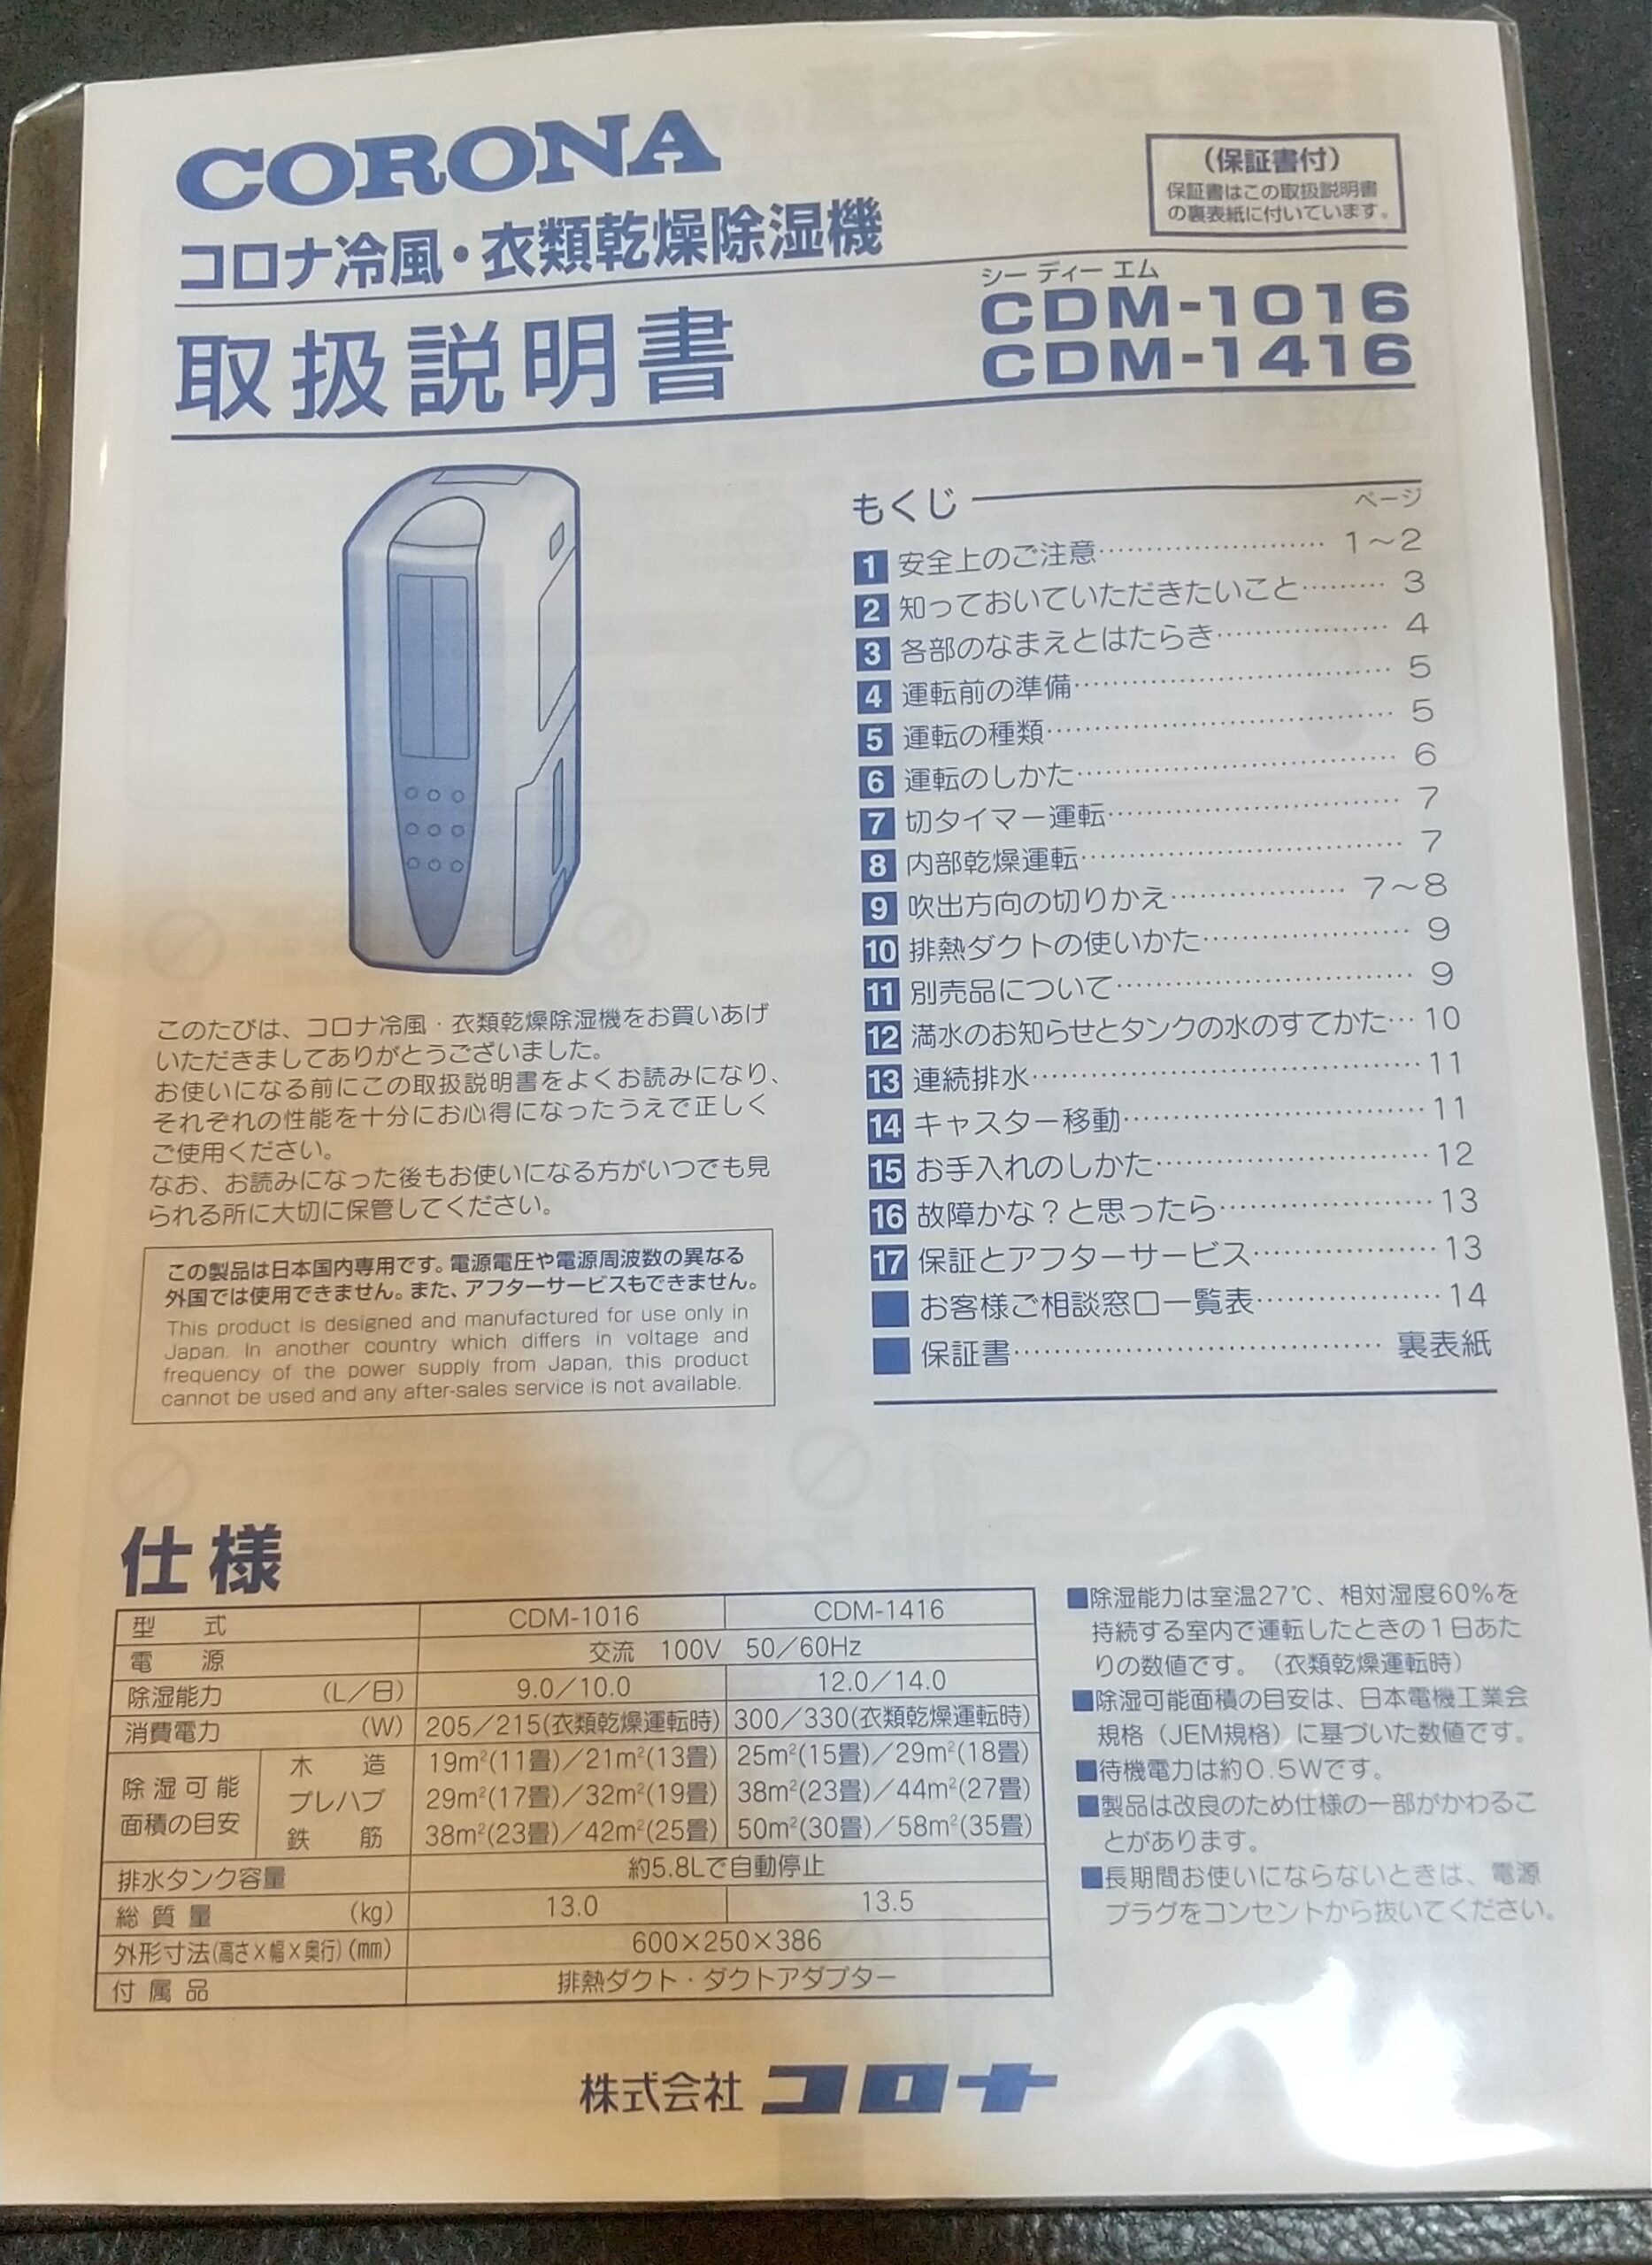 CORONA
コロナ冷風・衣類乾燥除湿機
取扱説明書
(保証書付)
保証書はこの取扱説明書
の裏表紙に付いています。
シー ディー エム
CDM-1016
CDM-1416
もくじ ページ
1 安全上のご注意 1～2
2 知っておいていただきたいこと 3
3 各部のなまえとはたらき 4
4 運転前の準備 5
5 運転の種類 5
6 運転のしかた 6
7 切タイマー運転 7
8 内部乾燥運転 7
9 吹出方向の切りかえ 7～8
10 排熱ダクトの使いかた 9
11 別売品について 9
12 満水のお知らせとタンクの水のすてかた 10
13 連続排水 11
14 キャスター移動 11
15 お手入れのしかた 12
16 故障かな？と思ったら 13
17 保証とアフターサービス 13
■ お客様ご相談窓口一覧表 14
■ 保証書 裏表紙
このたびは、コロナ冷風・衣類乾燥除湿機をお買いあげ
いただきましてありがとうございました。
お使いになる前にこの取扱説明書をよくお読みになり、
それぞれの性能を十分にお心得になったうえで正しく
ご使用ください。
なお、お読みになった後もお使いになる方がいつでも見
られる所に大切に保管してください。
この製品は日本国内専用です。電源電圧や電源周波数の異なる
外国では使用できません。また、アフターサービスもできません。
This product is designed and manufactured for use only in
Japan. In another country which differs in voltage and
frequency of the power supply from Japan, this product
cannot be used and any after-sales service is not available.
仕様
型 式 CDM-1016 CDM-1416
電 源 交流 100V 50／60Hz
除湿能力 (L／日) 9.0／10.0 12.0／14.0
消費電力 (W) 205／215(衣類乾燥運転時) 300／330(衣類乾燥運転時)
除湿可能面積の目安 木 造 19m²(11畳)／21m²(13畳) 25m²(15畳)／29m²(18畳)
プレハブ 29m²(17畳)／32m²(19畳) 38m²(23畳)／44m²(27畳)
鉄 筋 38m²(23畳)／42m²(25畳) 50m²(30畳)／58m²(35畳)
排水タンク容量 約5.8Lで自動停止
総質量 (kg) 13.0 13.5
外形寸法(高さ×幅×奥行)(mm) 600×250×386
付属品 排熱ダクト・ダクトアダプター
■除湿能力は室温27℃、相対湿度60%を
持続する室内で運転したときの1日あた
りの数値です。（衣類乾燥運転時）
■除湿可能面積の目安は、日本電機工業会
規格（JEM規格）に基づいた数値です。
■待機電力は約0.5Wです。
■製品は改良のため仕様の一部がかわるこ
とがあります。
■長期間お使いにならないときは、電源
プラグをコンセントから抜いてください。
株式会社 コロナ